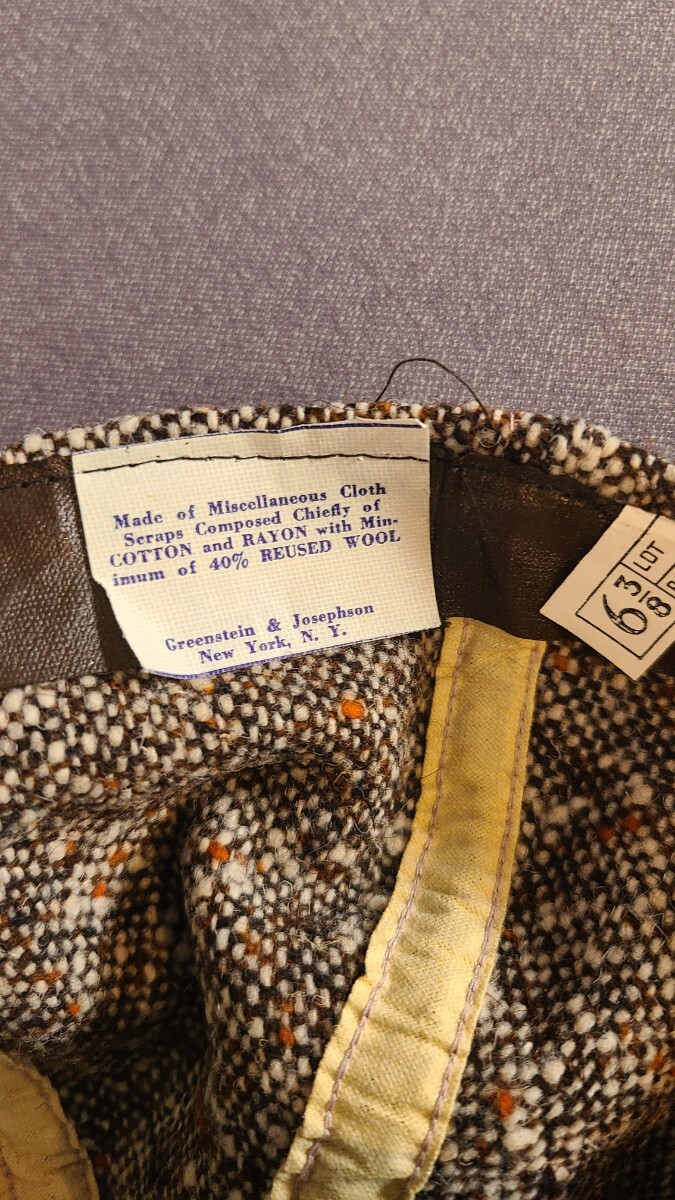 Made of Miscellaneous Cloth
Scraps Composed Chiefly of
COTTON and RAYON with Min-
imum of 40% REUSED WOOL
Greenstein & Josephson
New York, N. Y.
LOT
6 3/8